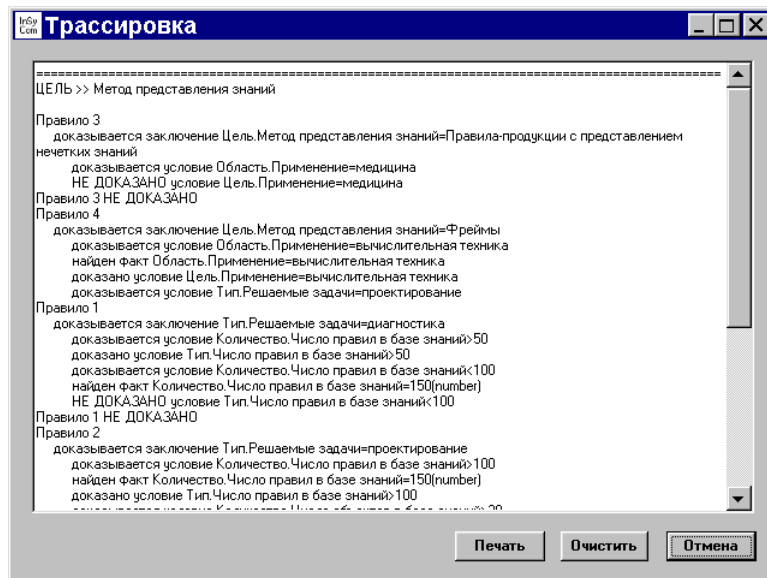 InSy
Com
Трассировка
===============================================================================================
ЦЕЛЬ >> Метод представления знаний
Правило 3
доказывается заключение Цель.Метод представления знаний=Правила-продукции с представлением
нечетких знаний
доказывается условие Область.Применение=медицина
НЕ ДОКАЗАНО условие Цель.Применение=медицина
Правило 3 НЕ ДОКАЗАНО
Правило 4
доказывается заключение Цель.Метод представления знаний=Фреймы
доказывается условие Область.Применение=вычислительная техника
найден факт Область.Применение=вычислительная техника
доказано условие Цель.Применение=вычислительная техника
доказывается условие Тип.Решаемые задачи=проектирование
Правило 1
доказывается заключение Тип.Решаемые задачи=диагностика
доказывается условие Количество.Число правил в базе знаний>50
доказано условие Тип.Число правил в базе знаний>50
доказывается условие Количество.Число правил в базе знаний<100
найден факт Количество.Число правил в базе знаний=150(number)
НЕ ДОКАЗАНО условие Тип.Число правил в базе знаний<100
Правило 1 НЕ ДОКАЗАНО
Правило 2
доказывается заключение Тип.Решаемые задачи=проектирование
доказывается условие Количество.Число правил в базе знаний>100
найден факт Количество.Число правил в базе знаний=150(number)
доказано условие Тип.Число правил в базе знаний>100
Печать Очистить Отмена